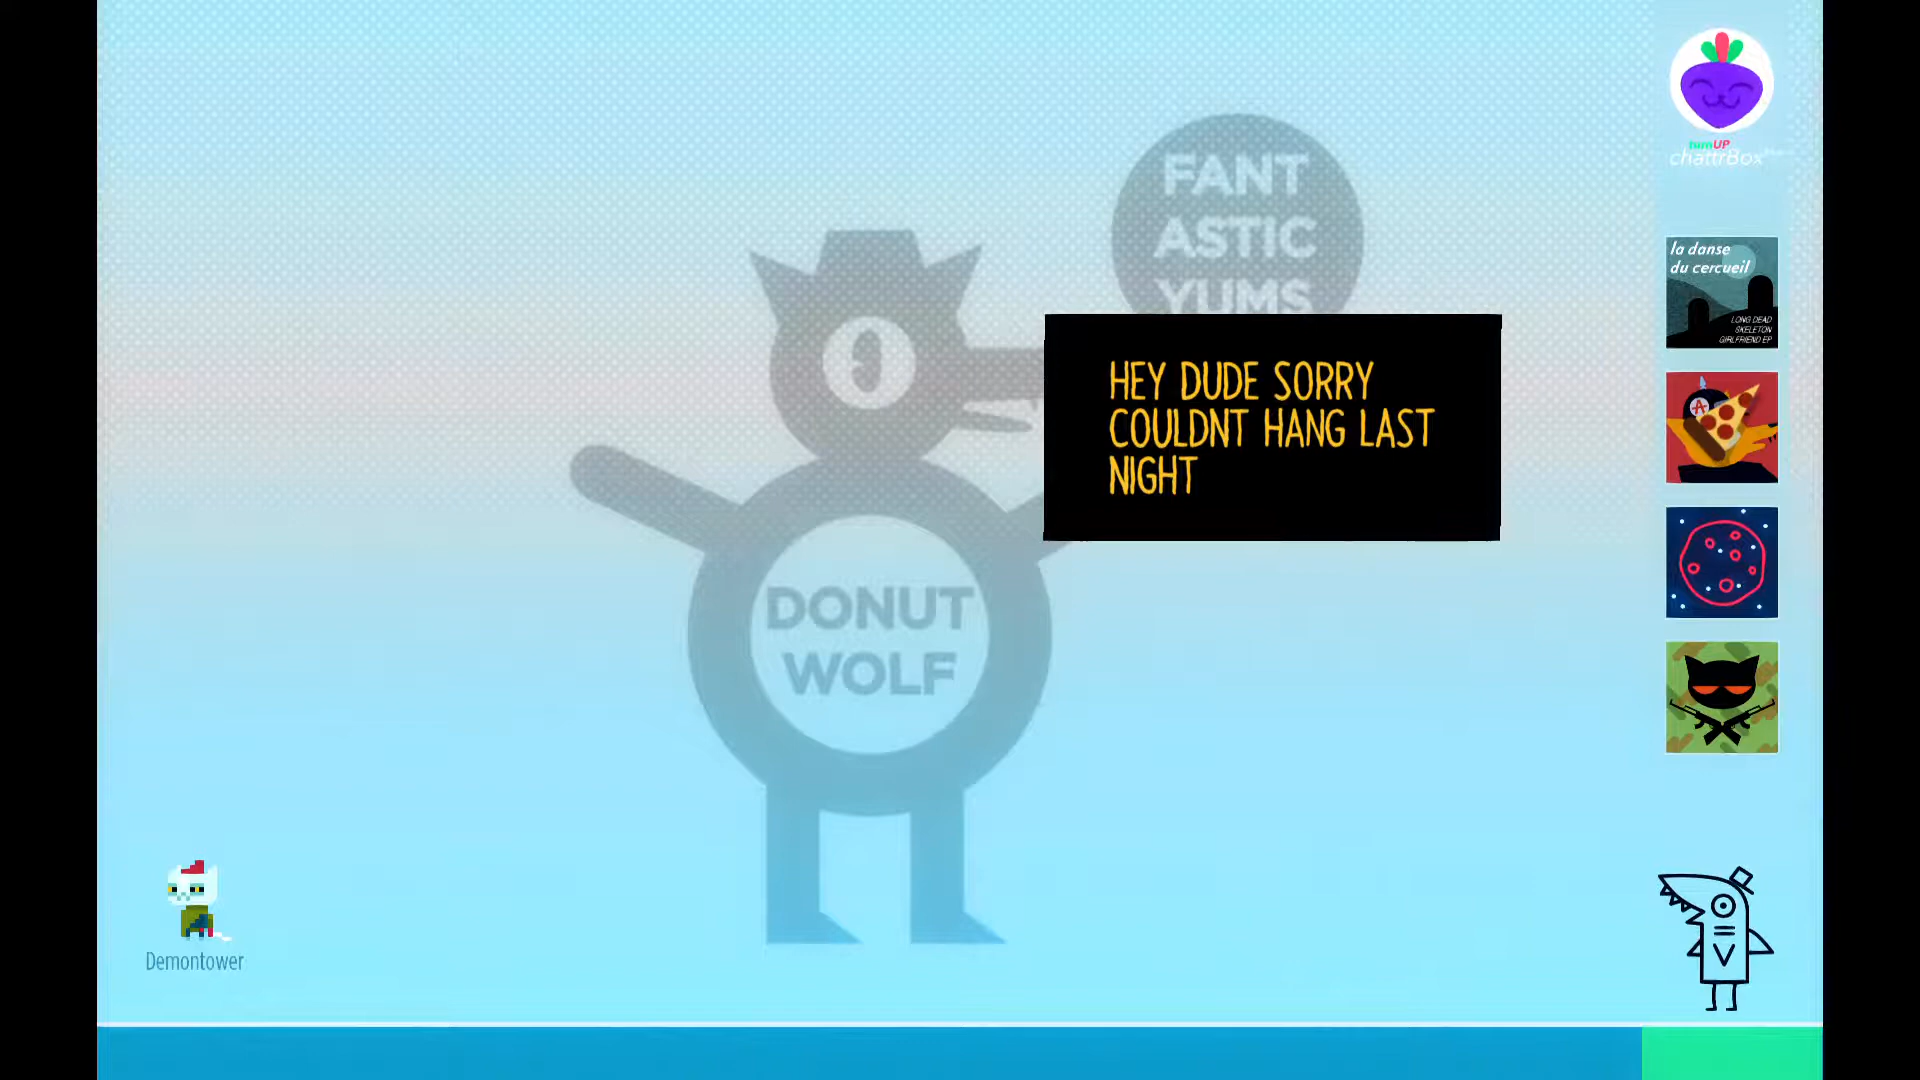 turnUP
chattrBox
FANT
ASTIC
YUMS
la danse
du cercueil
LONG DEAD
SKELETON
GIRLFRIEND EP
HEY DUDE SORRY
COULDNT HANG LAST
NIGHT
A
DONUT
WOLF
Demontower